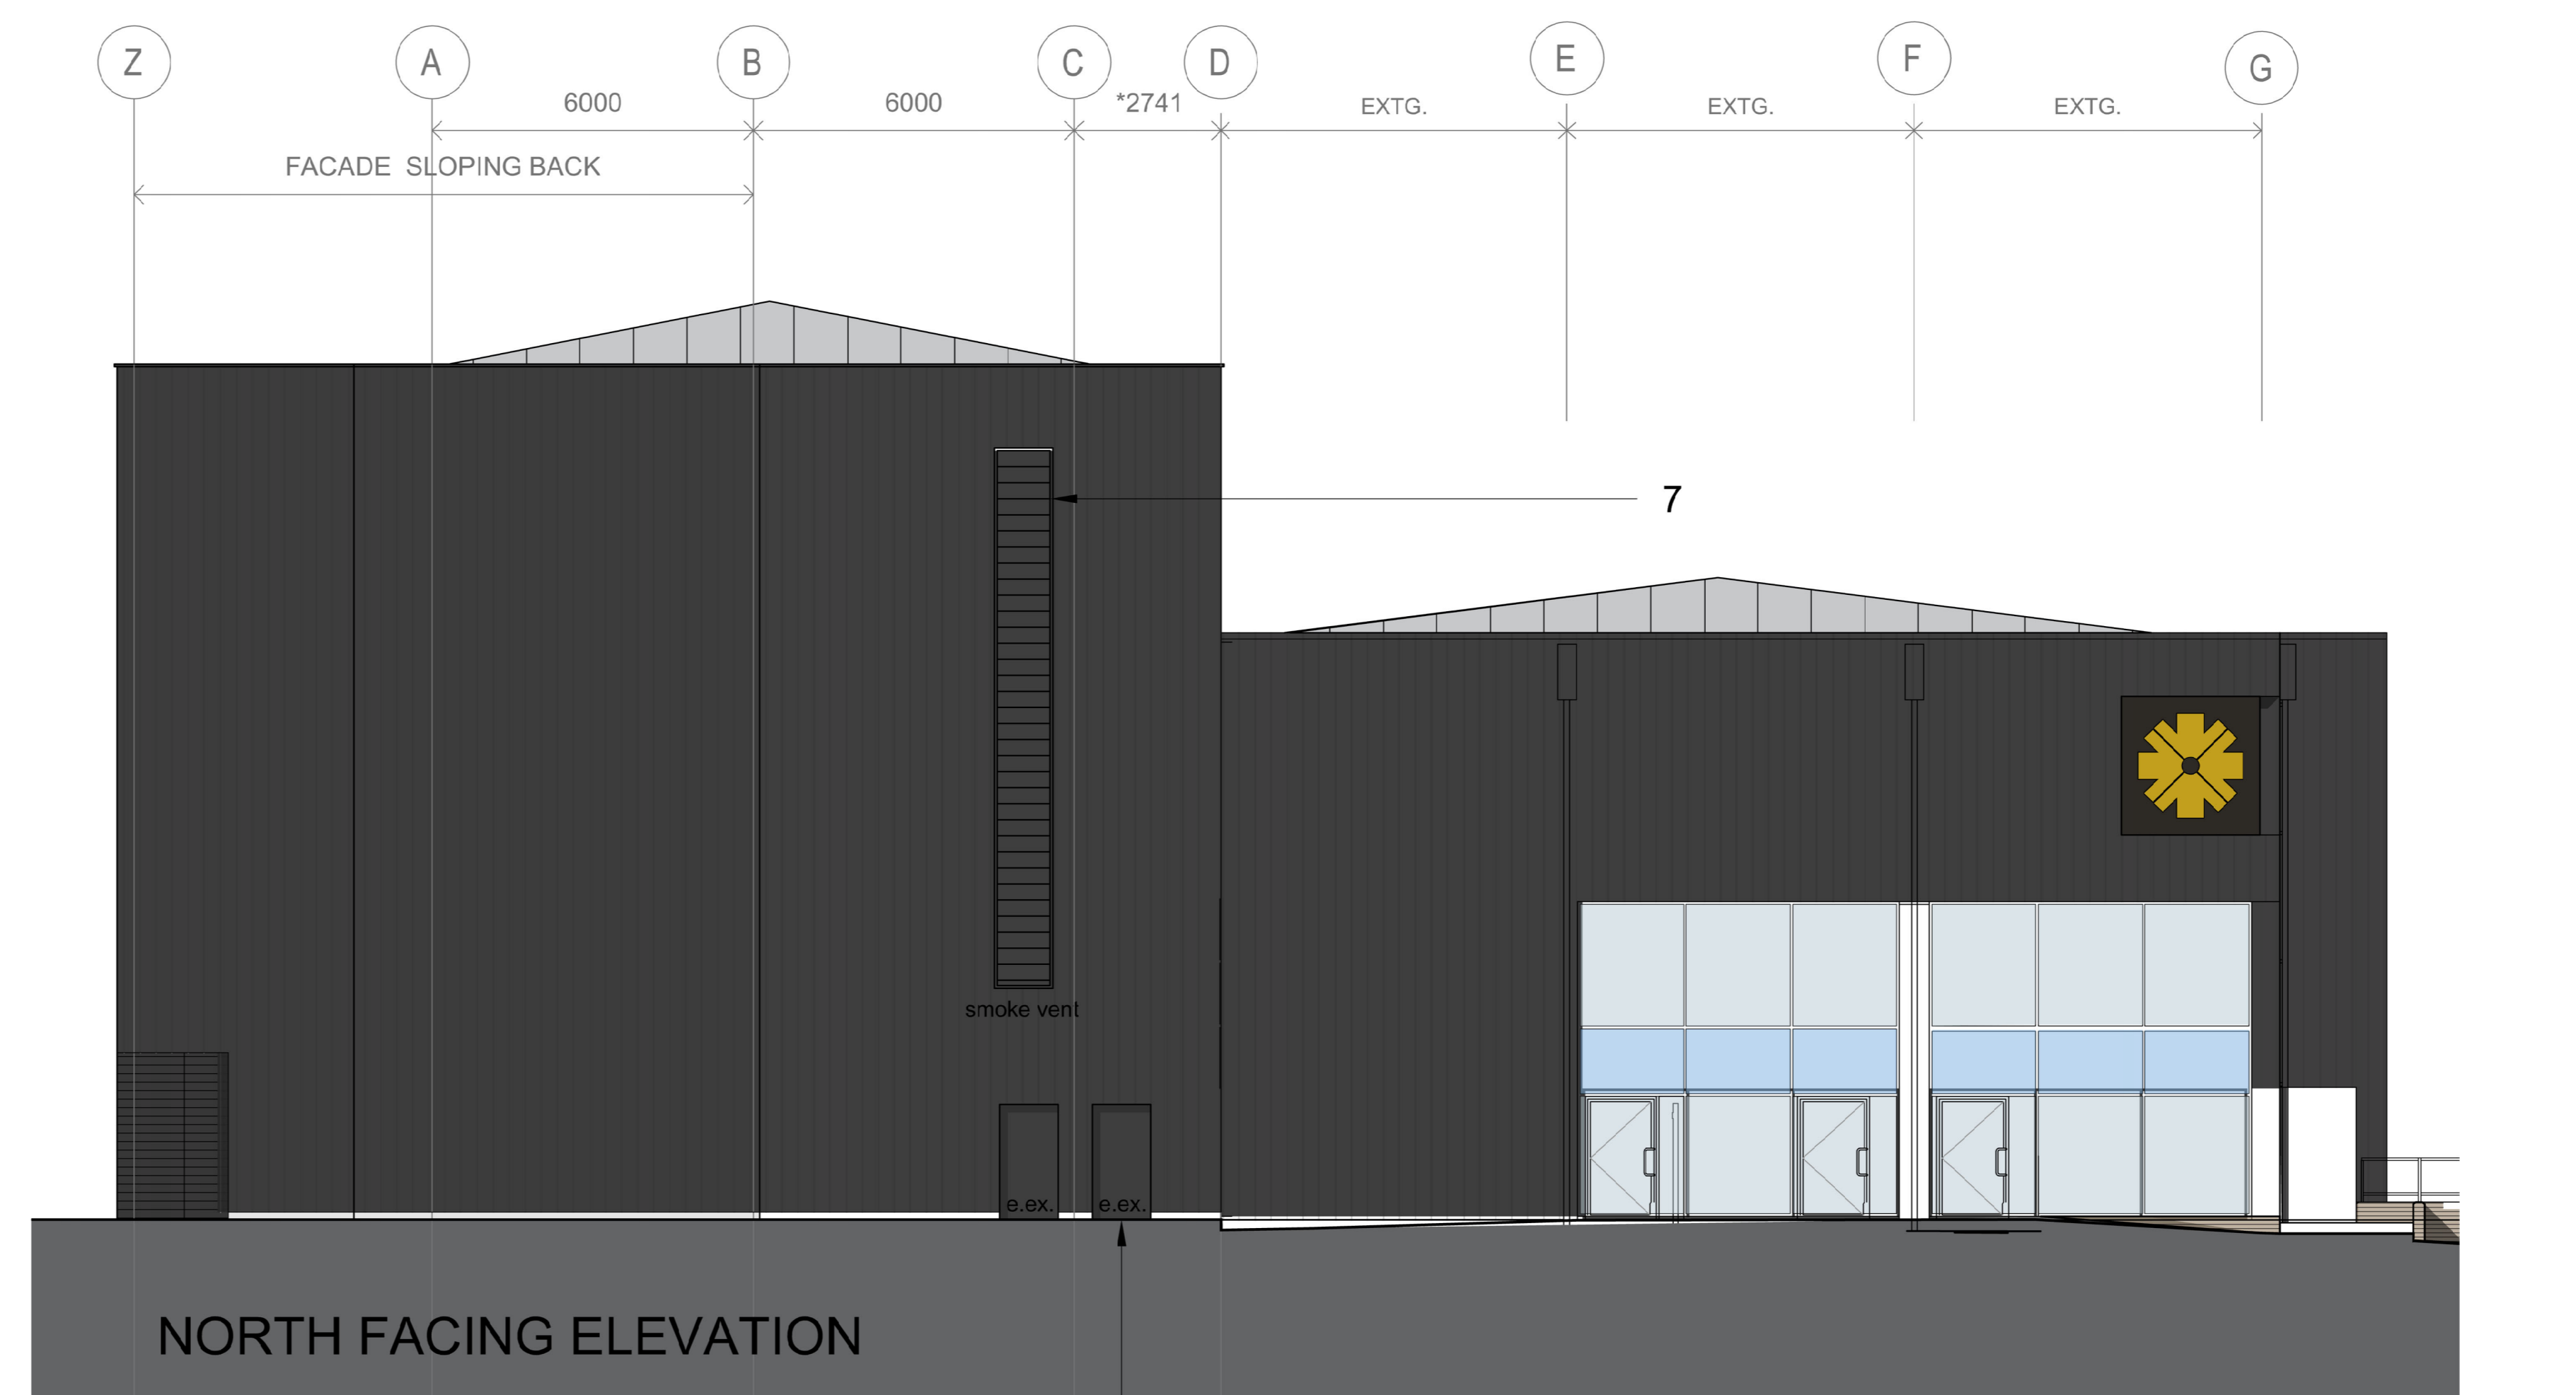 Z A B C D E F G
6000 6000 *2741 EXTG. EXTG. EXTG.
FACADE SLOPING BACK
7
smoke vent
e.ex. e.ex.
NORTH FACING ELEVATION